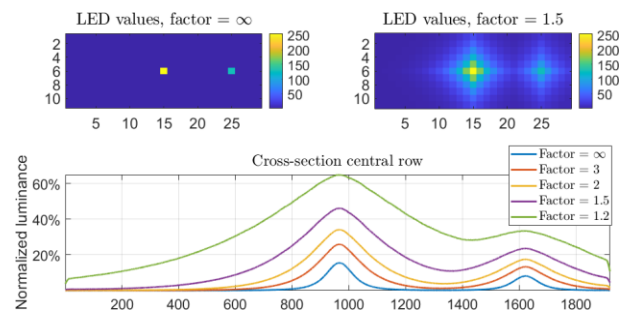 LED values, factor = ∞
2
4
6
8
10
5 10 15 20 25
250
200
150
100
50
LED values, factor = 1.5
2
4
6
8
10
5 10 15 20 25
250
200
150
100
50
Cross-section central row
Normalized luminance
60%
40%
20%
200 400 600 800 1000 1200 1400 1600 1800
Factor = ∞
Factor = 3
Factor = 2
Factor = 1.5
Factor = 1.2